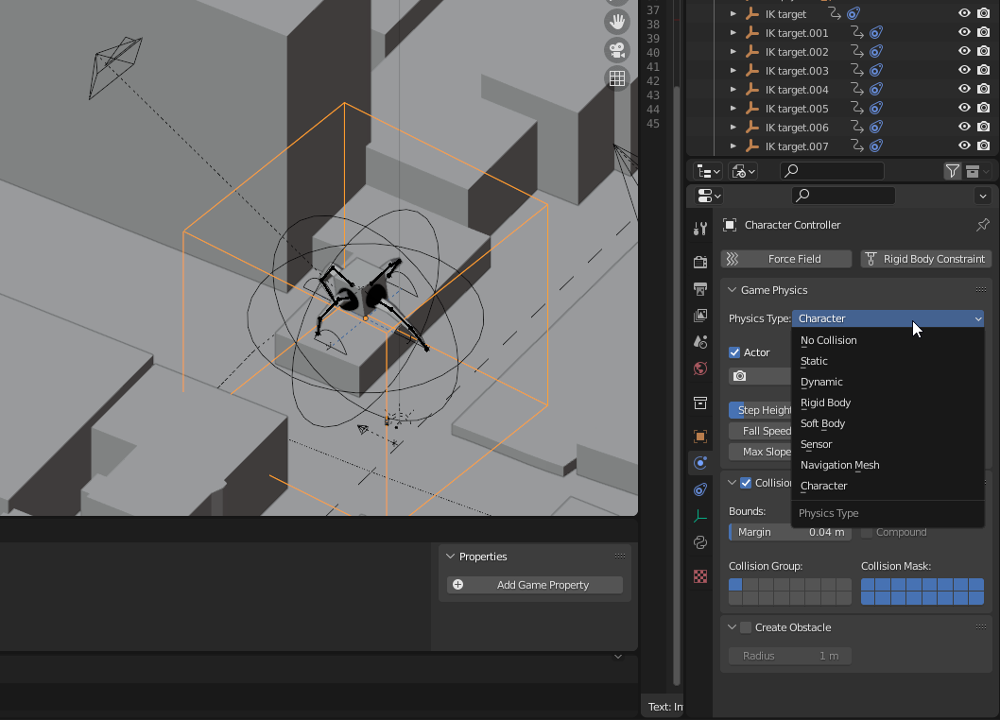 37
38
39
40
41
42
43
44
45
IK target
IK target.001
IK target.002
IK target.003
IK target.004
IK target.005
IK target.006
IK target.007
Character Controller
Force Field
Rigid Body Constraint
Game Physics
Physics Type:
Character
No Collision
Static
Dynamic
Rigid Body
Soft Body
Sensor
Navigation Mesh
Character
Physics Type
Actor
Step Height
Fall Speed
Max Slope
Collision
Bounds:
Margin 0.04 m
Compound
Collision Group:
Collision Mask:
Create Obstacle
Radius 1 m
Properties
Add Game Property
Text: In